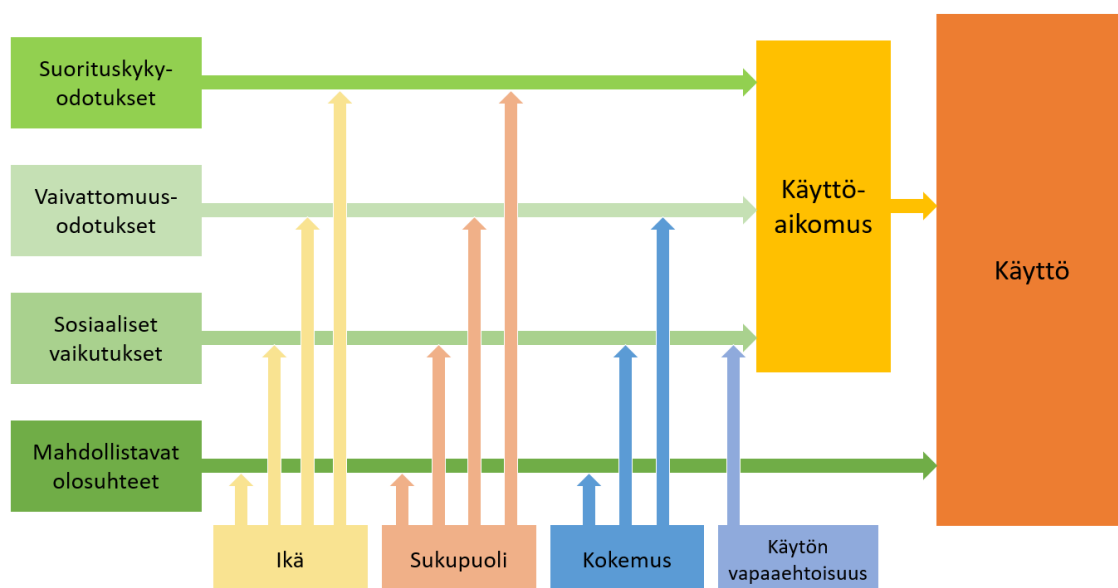 Suorituskyky-
odotukset
Vaivattomuus-
odotukset
Sosiaaliset
vaikutukset
Mahdollistavat
olosuhteet
Käyttö-
aikomus
Käyttö
Ikä
Sukupuoli
Kokemus
Käytön
vapaaehtoisuus